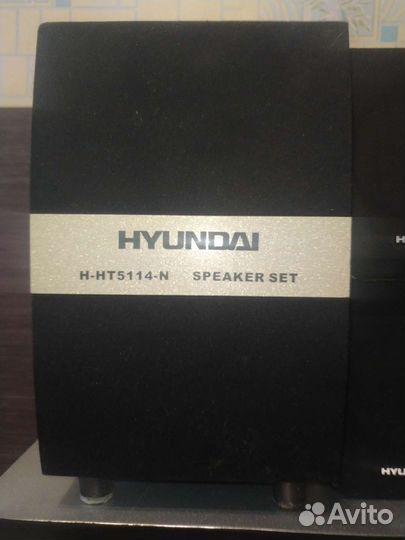 HYUNDAI
H-HT5114-N SPEAKER SET
Avito